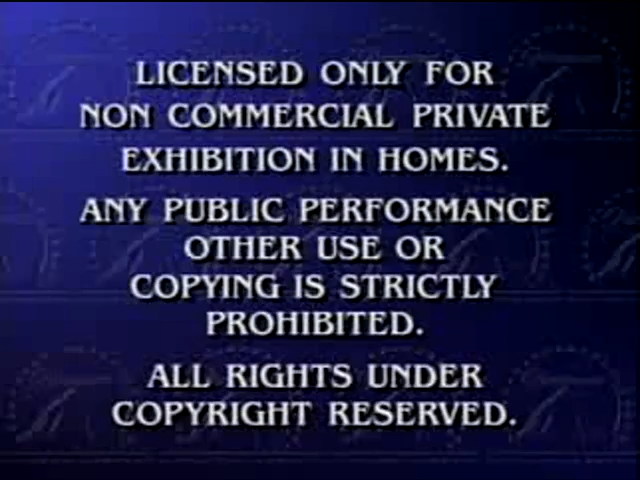 LICENSED ONLY FOR
NON COMMERCIAL PRIVATE
EXHIBITION IN HOMES.
ANY PUBLIC PERFORMANCE
OTHER USE OR
COPYING IS STRICTLY
PROHIBITED.
ALL RIGHTS UNDER
COPYRIGHT RESERVED.